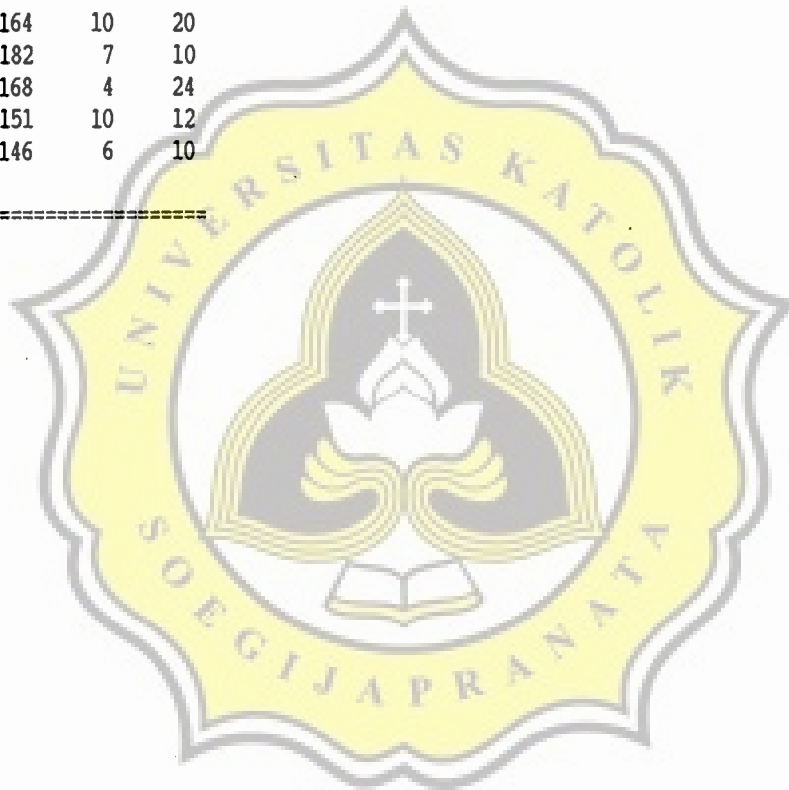 164 10 20
182 7 10
168 4 24
151 10 12
146 6 10
=======================
UNIVERSITAS KATOLIK
SOEGIJAPRANATA